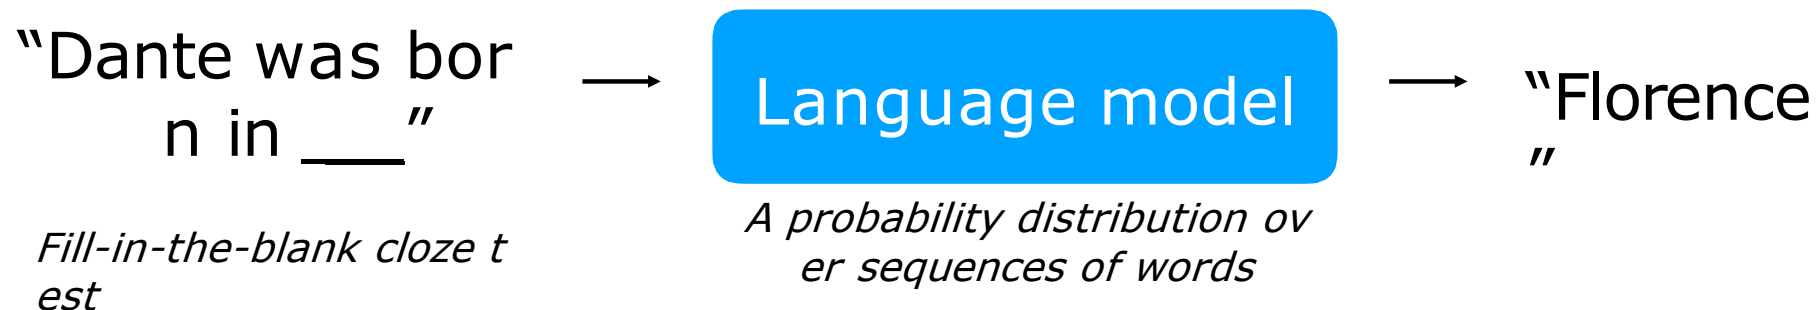 “Dante was bor
n in ___”
Fill-in-the-blank cloze t
est
Language model
A probability distribution ov
er sequences of words
“Florence
”